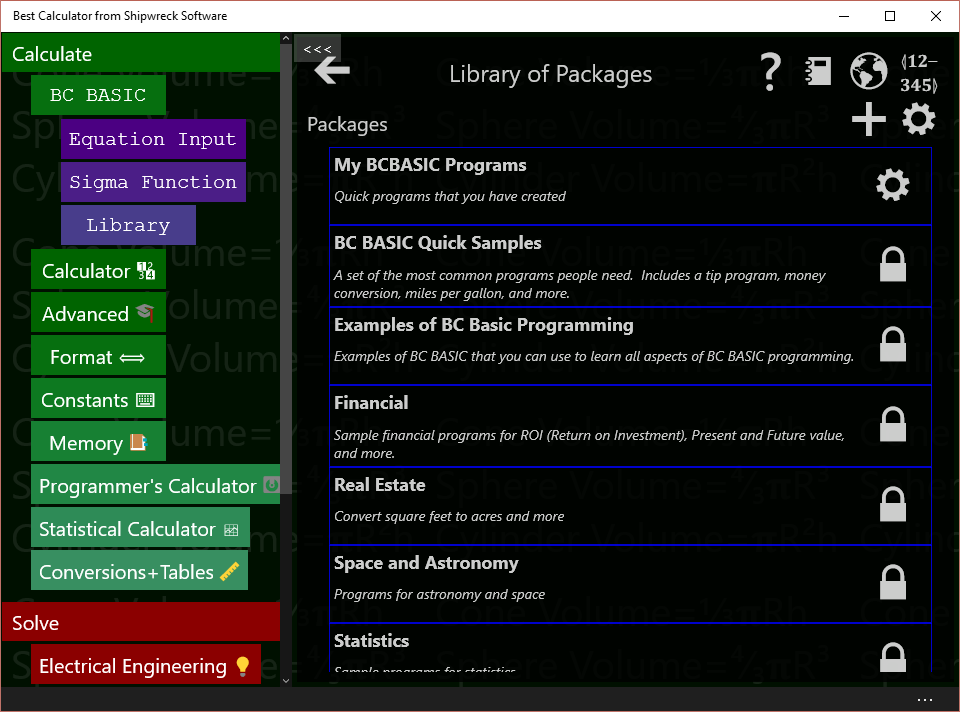 Best Calculator from Shipwreck Software
Calculate
BC BASIC
Equation Input
Sigma Function
Library
Calculator
Advanced
Format
Constants
Memory
Programmer's Calculator
Statistical Calculator
Conversions+Tables
Solve
Electrical Engineering
<<<
Library of Packages
?
(12–
345)
Packages
My BCBASIC Programs
Quick programs that you have created
BC BASIC Quick Samples
A set of the most common programs people need. Includes a tip program, money
conversion, miles per gallon, and more.
Examples of BC Basic Programming
Examples of BC BASIC that you can use to learn all aspects of BC BASIC programming.
Financial
Sample financial programs for ROI (Return on Investment), Present and Future value,
and more.
Real Estate
Convert square feet to acres and more
Space and Astronomy
Programs for astronomy and space
Statistics
Sample programs for statistics
...